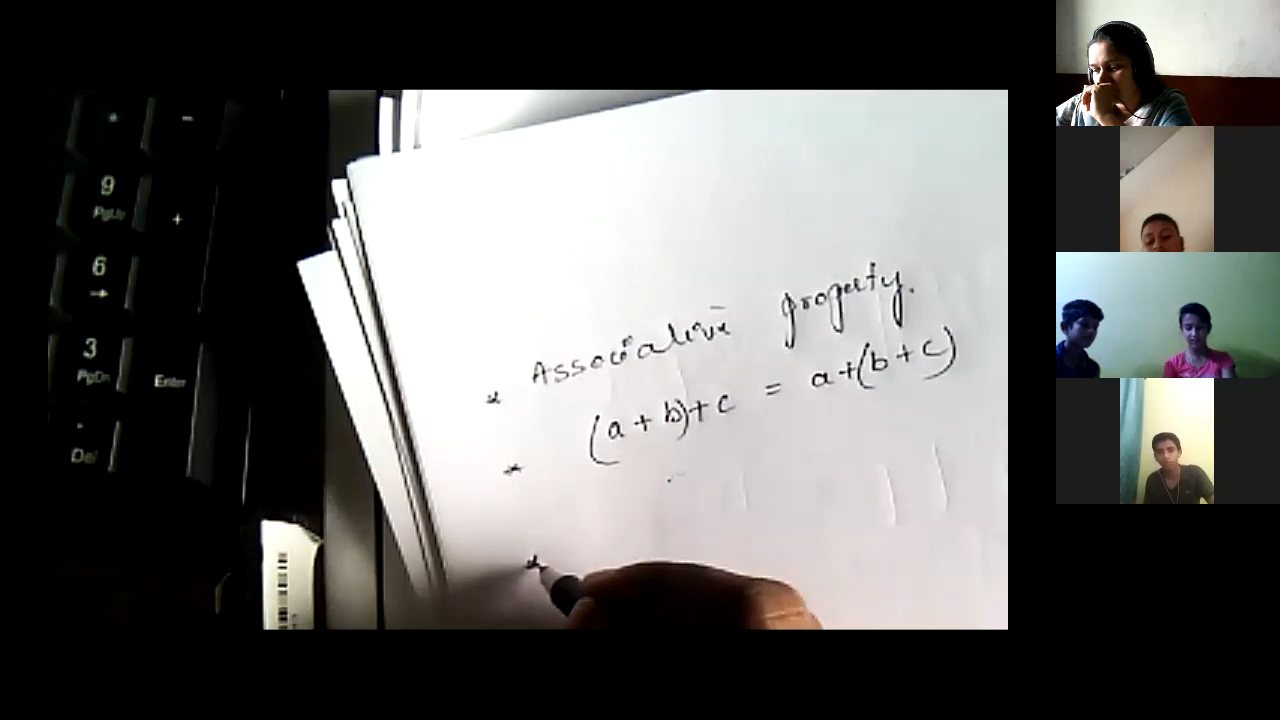 + -
9
PgUp
+
6
→
3
PgDn
Enter
.
Del
* Associative property.
* (a + b)+c = a+(b+c)
*